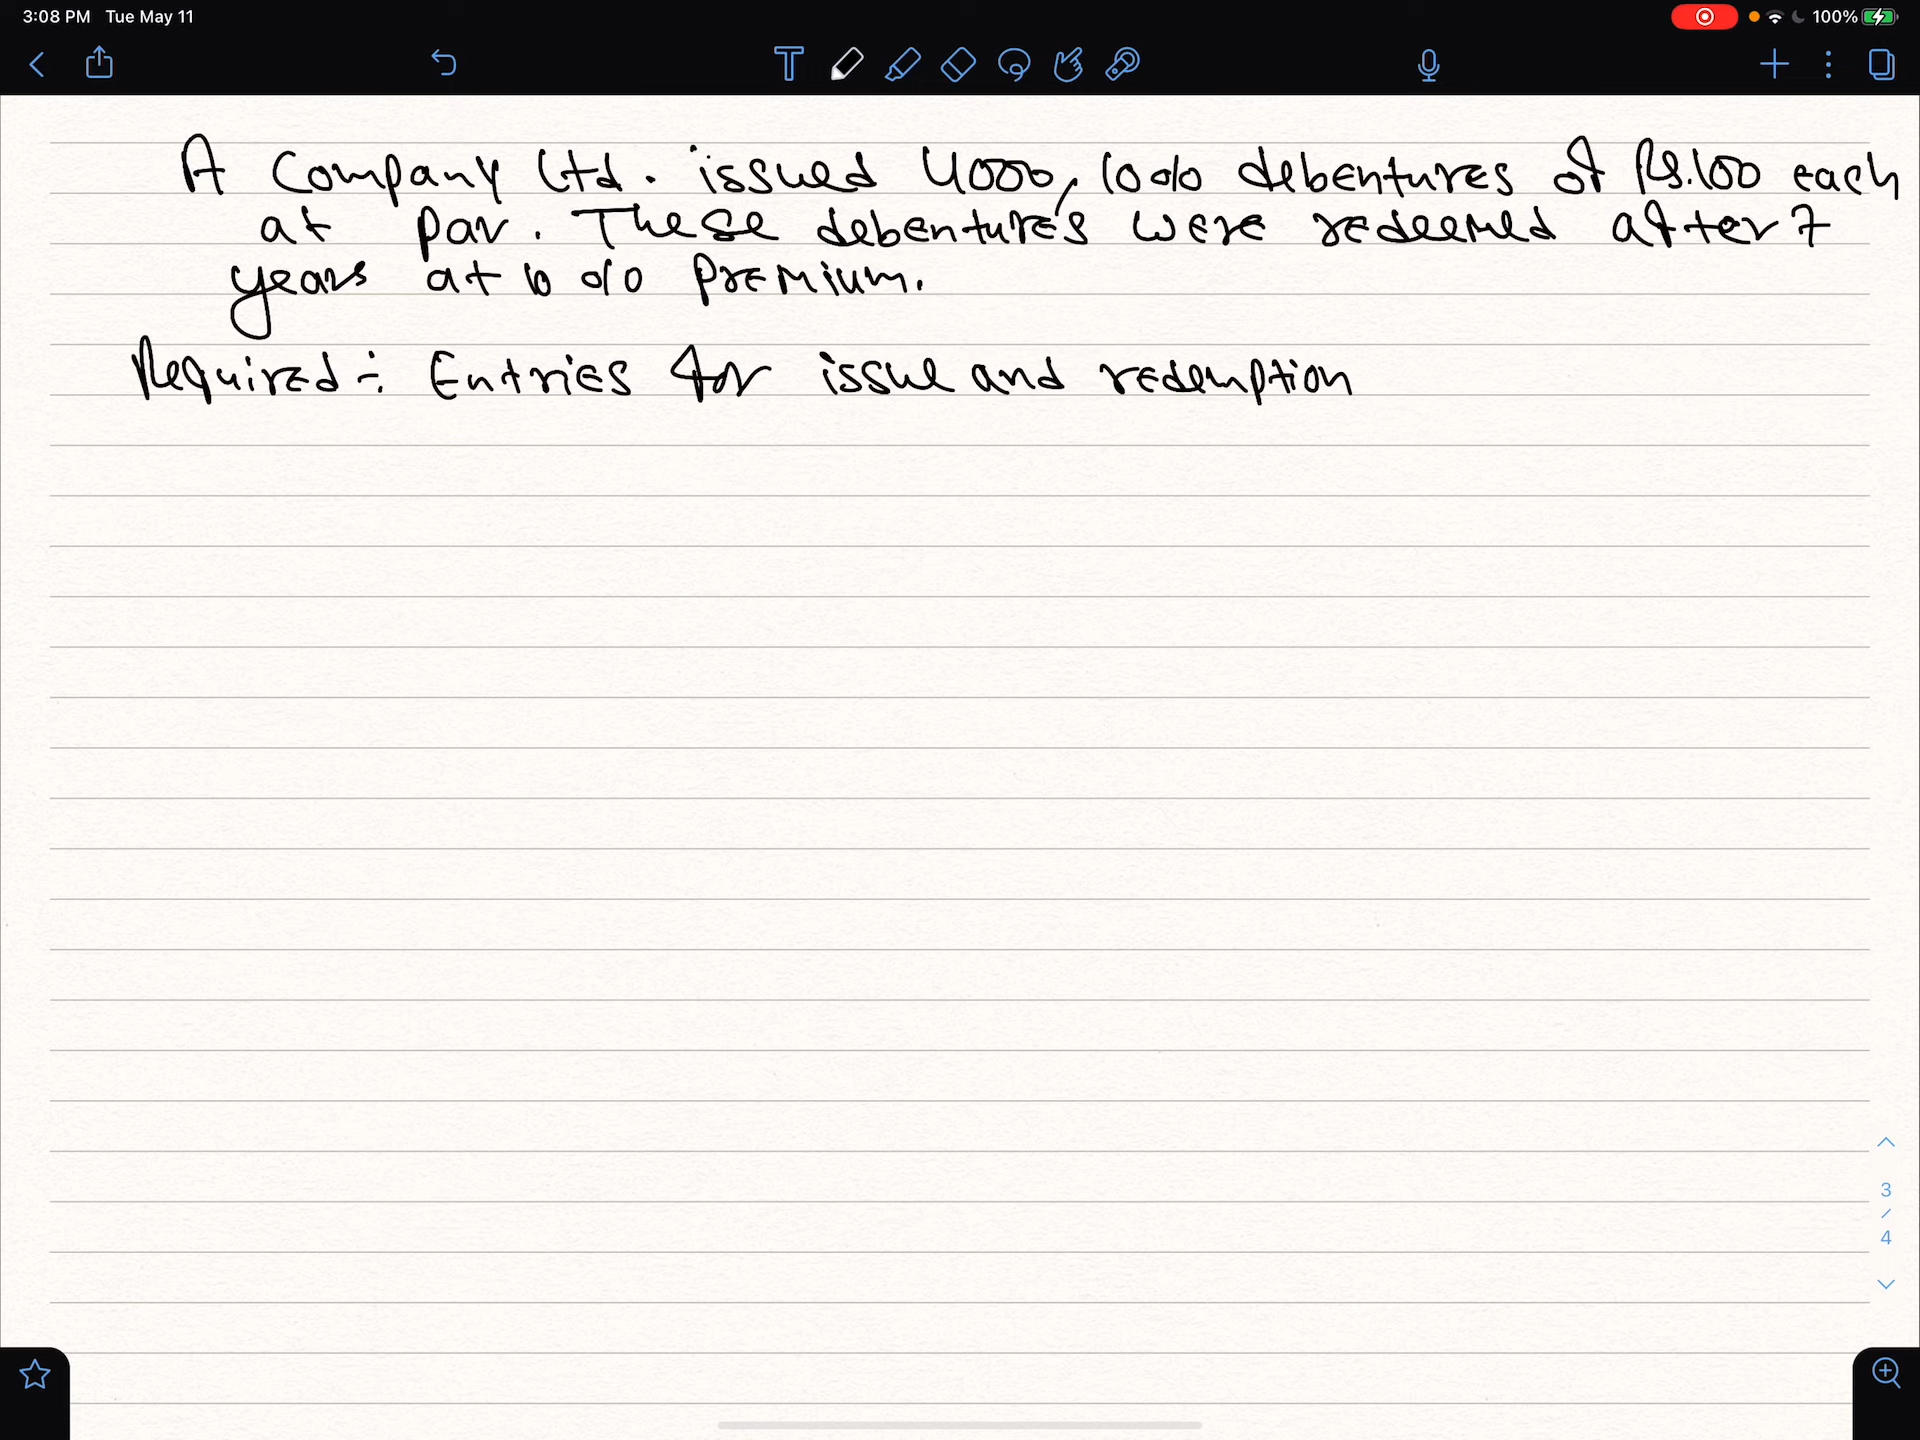 3:08 PM Tue May 11
100%
A Company Ltd. issued 4000, 10% debentures of Rs.100 each
at par. These debentures were redeemed after 7
years at 10% premium.
Required:- Entries for issue and redemption
3
/
4